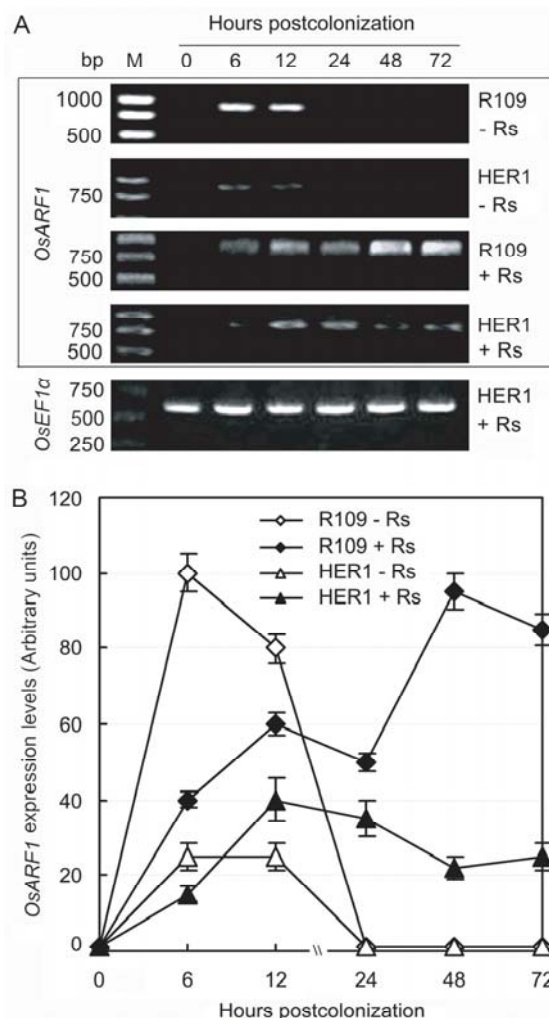 A
Hours postcolonization
bp M 0 6 12 24 48 72
1000
500
R109
- Rs
750
HER1
- Rs
750
500
R109
+ Rs
750
500
HER1
+ Rs
OsARF1
750
500
250
HER1
+ Rs
OsEF1α
B
120
100
80
60
40
20
0
OsARF1 expression levels (Arbitrary units)
R109 - Rs
R109 + Rs
HER1 - Rs
HER1 + Rs
0 6 12 \\ 24 48 72
Hours postcolonization